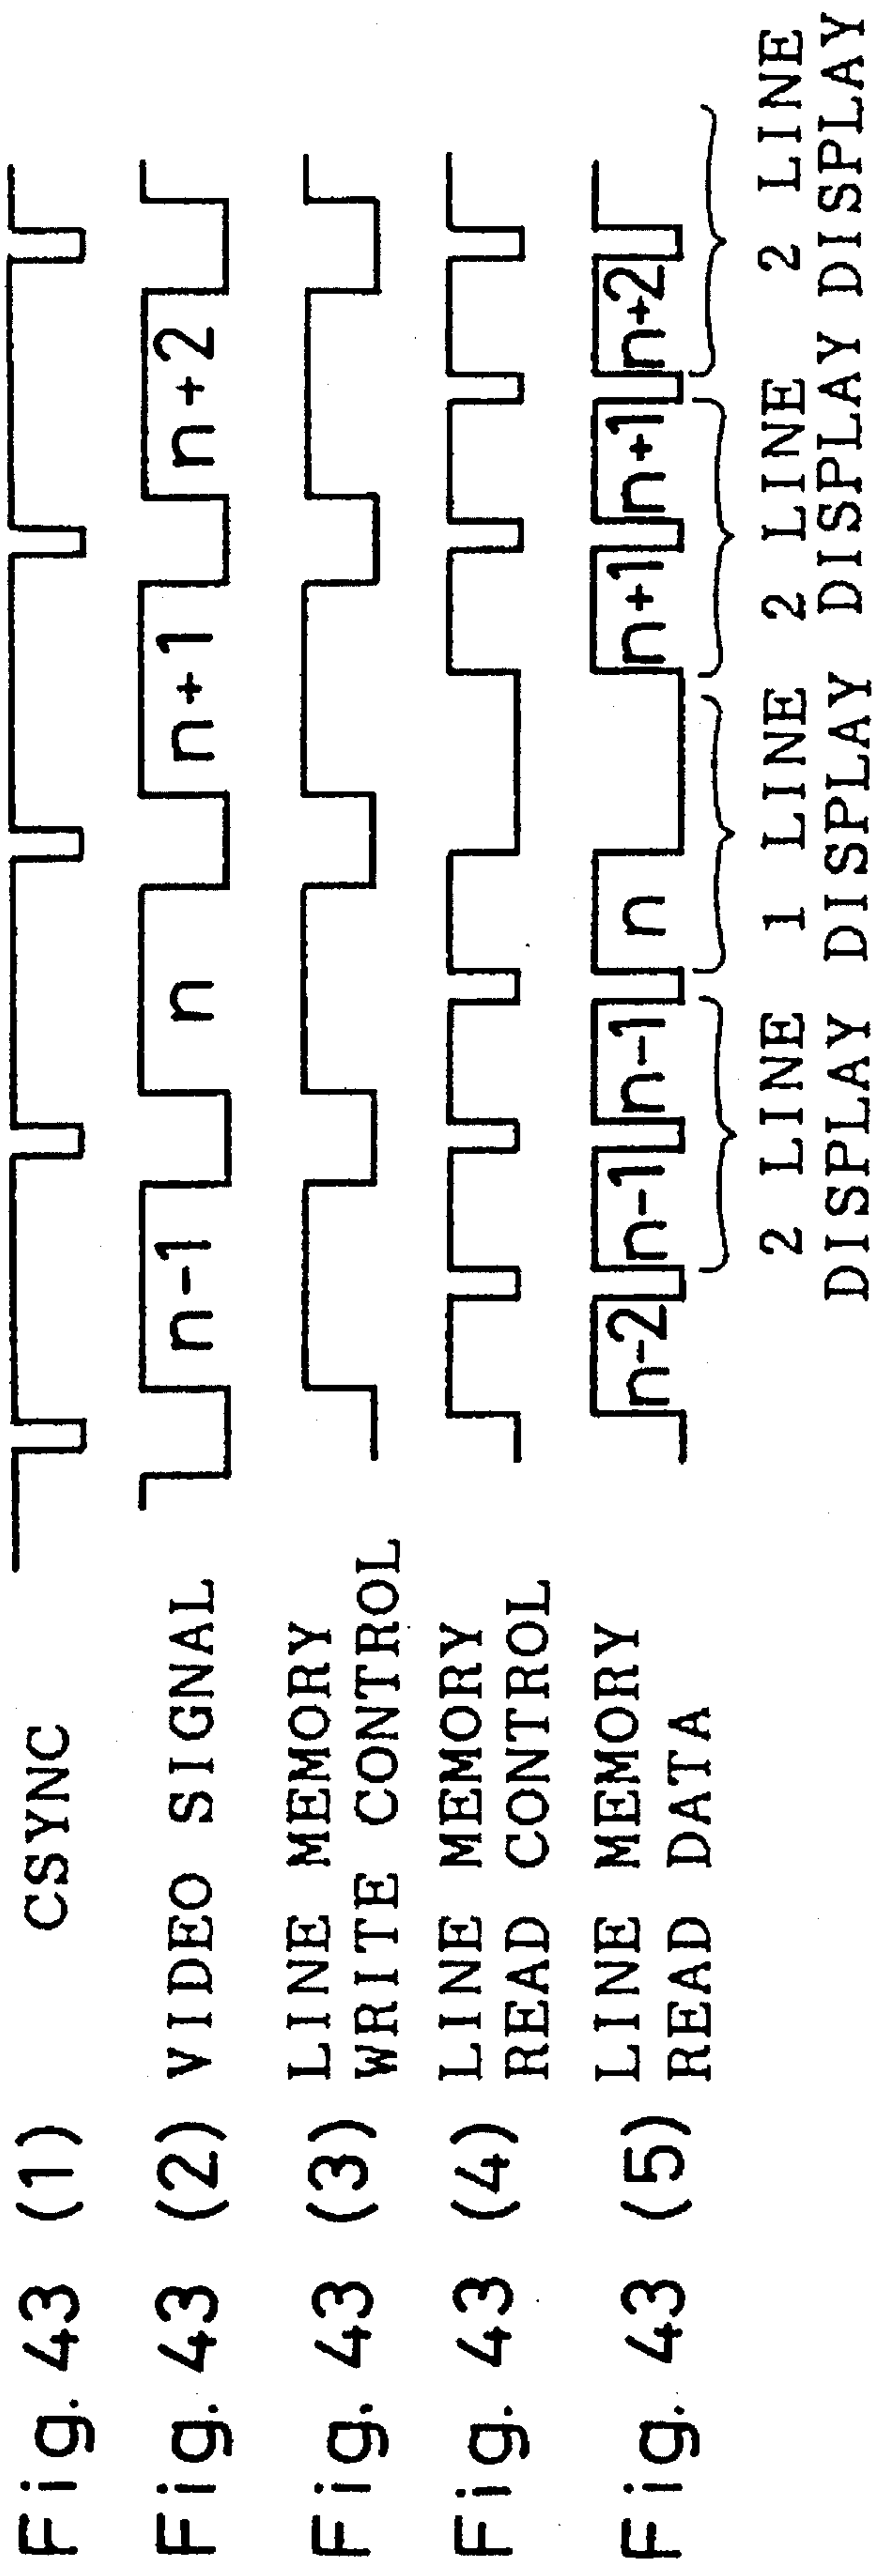 Fig. 43 (1) CSYNC
Fig. 43 (2) VIDEO SIGNAL
n-1 n n+1 n+2
Fig. 43 (3) LINE MEMORY
WRITE CONTROL
Fig. 43 (4) LINE MEMORY
READ CONTROL
Fig. 43 (5) LINE MEMORY
READ DATA
n-2 n-1 n-1 n n+1 n+1 n+2
2 LINE 1 LINE 2 LINE 2 LINE
DISPLAY DISPLAY DISPLAY DISPLAY